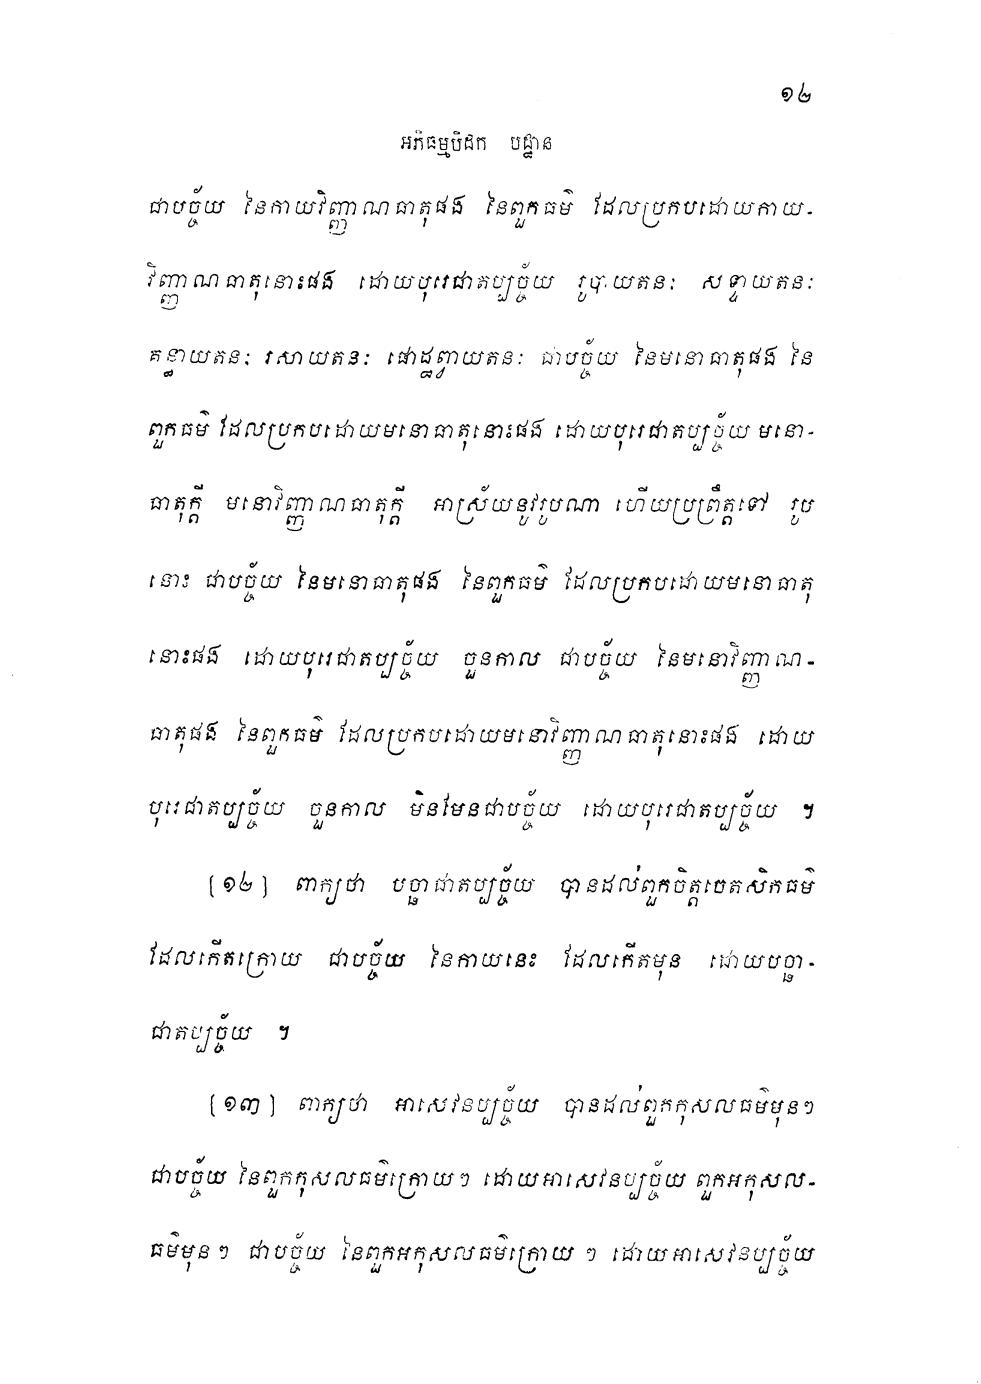 ១២
អភិធម្មបិដក បដ្ឋាន
ជាបច្ច័យ នៃកាយវិញ្ញាណធាតុផង នៃពួកធម៌ ដែលប្រកបដោយកាយ-
វិញ្ញាណធាតុនោះផង ដោយបុរេជាតប្បច្ច័យ រូបាយតនៈ សទ្ទាយតនៈ
គន្ធាយតនៈ រសាយតនៈ ផោដ្ឋព្វាយតនៈ ជាបច្ច័យ នៃមនោធាតុផង នៃ
ពួកធម៌ ដែលប្រកបដោយមនោធាតុនោះផង ដោយបុរេជាតប្បច្ច័យ មនោ-
ធាតុក្តី មនោវិញ្ញាណធាតុក្តី អាស្រ័យនូវរូបណា ហើយប្រព្រឹត្តទៅ រូប
នោះ ជាបច្ច័យ នៃមនោធាតុផង នៃពួកធម៌ ដែលប្រកបដោយមនោធាតុ
នោះផង ដោយបុរេជាតប្បច្ច័យ ចួនកាល ជាបច្ច័យ នៃមនោវិញ្ញាណ-
ធាតុផង នៃពួកធម៌ ដែលប្រកបដោយមនោវិញ្ញាណធាតុនោះផង ដោយ
បុរេជាតប្បច្ច័យ ចួនកាល មិនមែនជាបច្ច័យ ដោយបុរេជាតប្បច្ច័យ ។
[១២] ពាក្យថា បច្ឆាជាតប្បច្ច័យ បានដល់ពួកចិត្តចេតសិកធម៌
ដែលកើតក្រោយ ជាបច្ច័យ នៃកាយនេះ ដែលកើតមុន ដោយបច្ឆា-
ជាតប្បច្ច័យ ។
[១៣] ពាក្យថា អាសេវនប្បច្ច័យ បានដល់ពួកកុសលធម៌មុនៗ
ជាបច្ច័យ នៃពួកកុសលធម៌ក្រោយៗ ដោយអាសេវនប្បច្ច័យ ពួកអកុសល-
ធម៌មុនៗ ជាបច្ច័យ នៃពួកអកុសលធម៌ក្រោយ ៗ ដោយអាសេវនប្បច្ច័យ